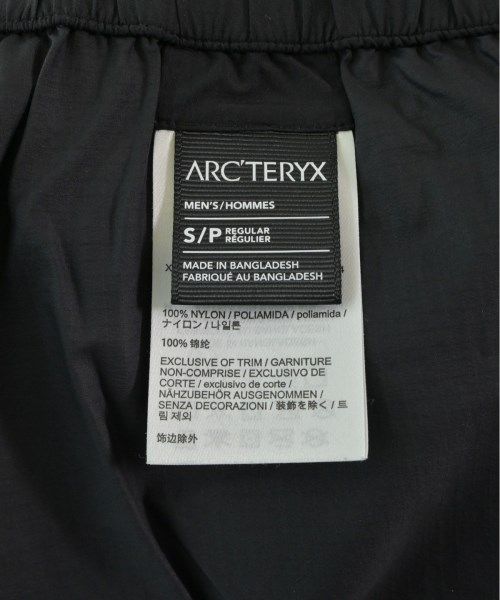 ARC'TERYX
MEN'S/HOMMES
S/P REGULAR
RÉGULIER
MADE IN BANGLADESH
FABRIQUÉ AU BANGLADESH
100% NYLON / POLIAMIDA / poliamida /
ナイロン / 나일론
100% 锦纶
EXCLUSIVE OF TRIM / GARNITURE
NON-COMPRISE / EXCLUSIVO DE
CORTE / exclusivo de corte /
NÄHZUBEHÖR AUSGENOMMEN /
SENZA DECORAZIONI / 装飾を除く / 트
림 제외
饰边除外